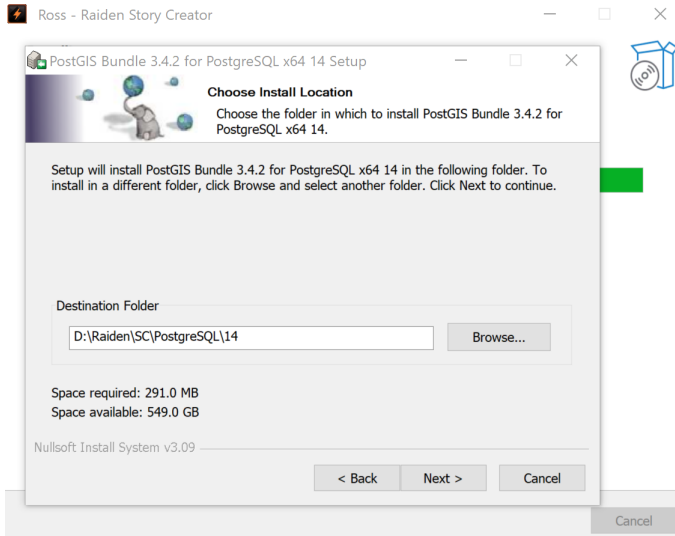 Ross - Raiden Story Creator
PostGIS Bundle 3.4.2 for PostgreSQL x64 14 Setup
Choose Install Location
Choose the folder in which to install PostGIS Bundle 3.4.2 for
PostgreSQL x64 14.
Setup will install PostGIS Bundle 3.4.2 for PostgreSQL x64 14 in the following folder. To
install in a different folder, click Browse and select another folder. Click Next to continue.
Destination Folder
D:\Raiden\SC\PostgreSQL\14
Browse...
Space required: 291.0 MB
Space available: 549.0 GB
Nullsoft Install System v3.09
< Back
Next >
Cancel
Cancel